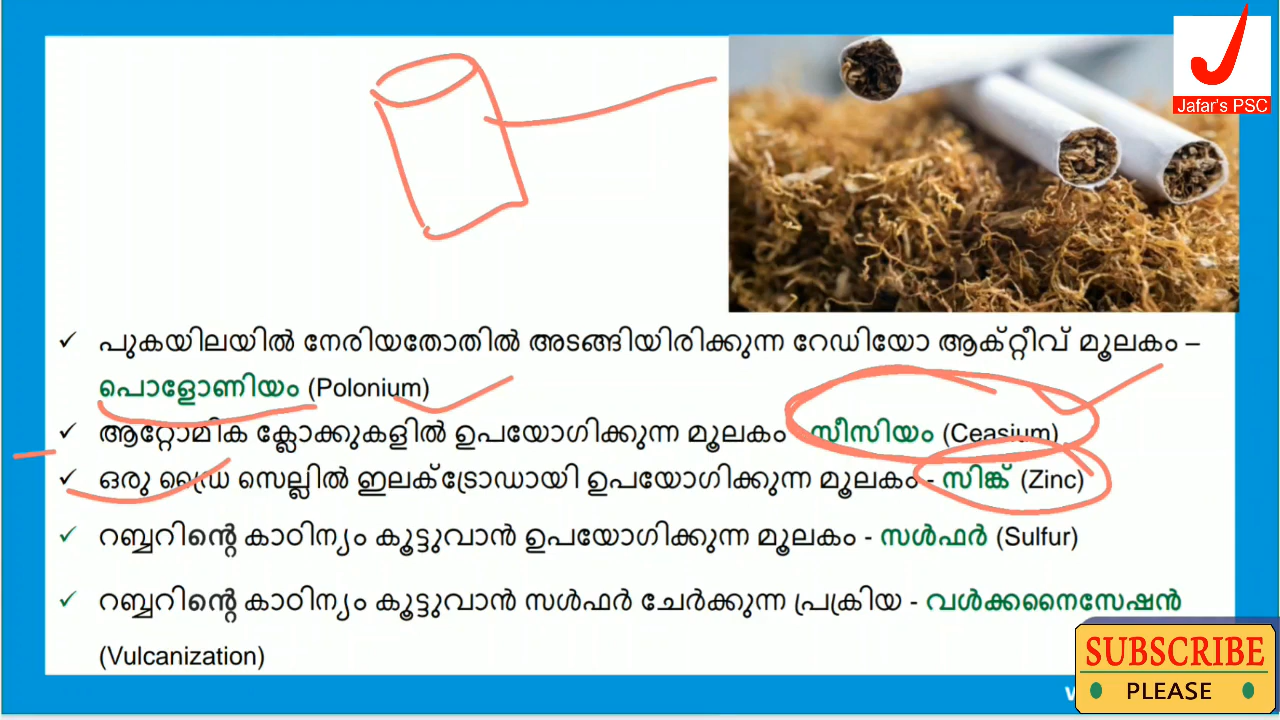 J
Jafar's PSC
✓ പുകയിലയിൽ നേരിയതോതിൽ അടങ്ങിയിരിക്കുന്ന റേഡിയോ ആക്റ്റീവ് മൂലകം –
പൊളോണിയം (Polonium)
✓ ആറ്റോമിക ക്ലോക്കുകളിൽ ഉപയോഗിക്കുന്ന മൂലകം - സീസിയം (Ceasium)
✓ ഒരു ഡ്രൈ സെല്ലിൽ ഇലക്ട്രോഡായി ഉപയോഗിക്കുന്ന മൂലകം - സിങ്ക് (Zinc)
✓ റബ്ബറിന്റെ കാഠിന്യം കൂട്ടുവാൻ ഉപയോഗിക്കുന്ന മൂലകം - സൾഫർ (Sulfur)
✓ റബ്ബറിന്റെ കാഠിന്യം കൂട്ടുവാൻ സൾഫർ ചേർക്കുന്ന പ്രക്രിയ - വൾക്കനൈസേഷൻ
(Vulcanization)
SUBSCRIBE
PLEASE